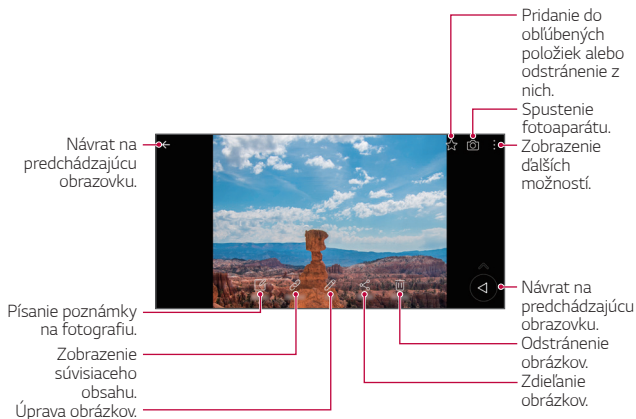 Pridanie do
obľúbených
položiek alebo
odstránenie z
nich.
Spustenie
fotoaparátu.
Zobrazenie
ďalších
možností.
Návrat na
predchádzajúcu
obrazovku.
Návrat na
predchádzajúcu
obrazovku.
Odstránenie
obrázkov.
Zdieľanie
obrázkov.
Písanie poznámky
na fotografiu.
Zobrazenie
súvisiaceho
obsahu.
Úprava obrázkov.